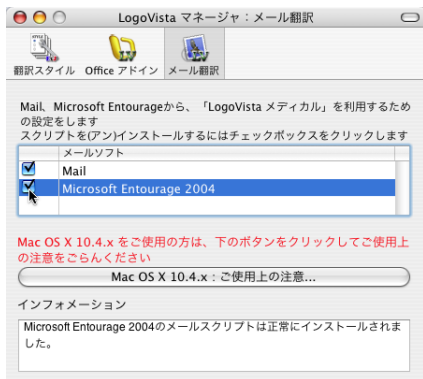 LogoVista マネージャ：メール翻訳
翻訳スタイル Office アドイン メール翻訳
Mail、Microsoft Entourageから、「LogoVista メディカル」を利用するため
の設定をします
スクリプトを(アン)インストールするにはチェックボックスをクリックします
メールソフト
Mail
Microsoft Entourage 2004
Mac OS X 10.4.x をご使用の方は、下のボタンをクリックしてご使用上
の注意をごらんください
Mac OS X 10.4.x：ご使用上の注意...
インフォメーション
Microsoft Entourage 2004のメールスクリプトは正常にインストールされま
した。